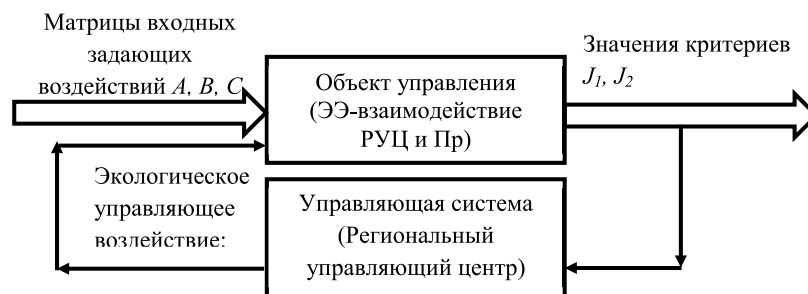 Матрицы входных
задающих
воздействий A, B, C
Объект управления
(ЭЭ-взаимодействие
РУЦ и Пр)
Значения критериев
J1, J2
Экологическое
управляющее
воздействие:
Управляющая система
(Региональный
управляющий центр)